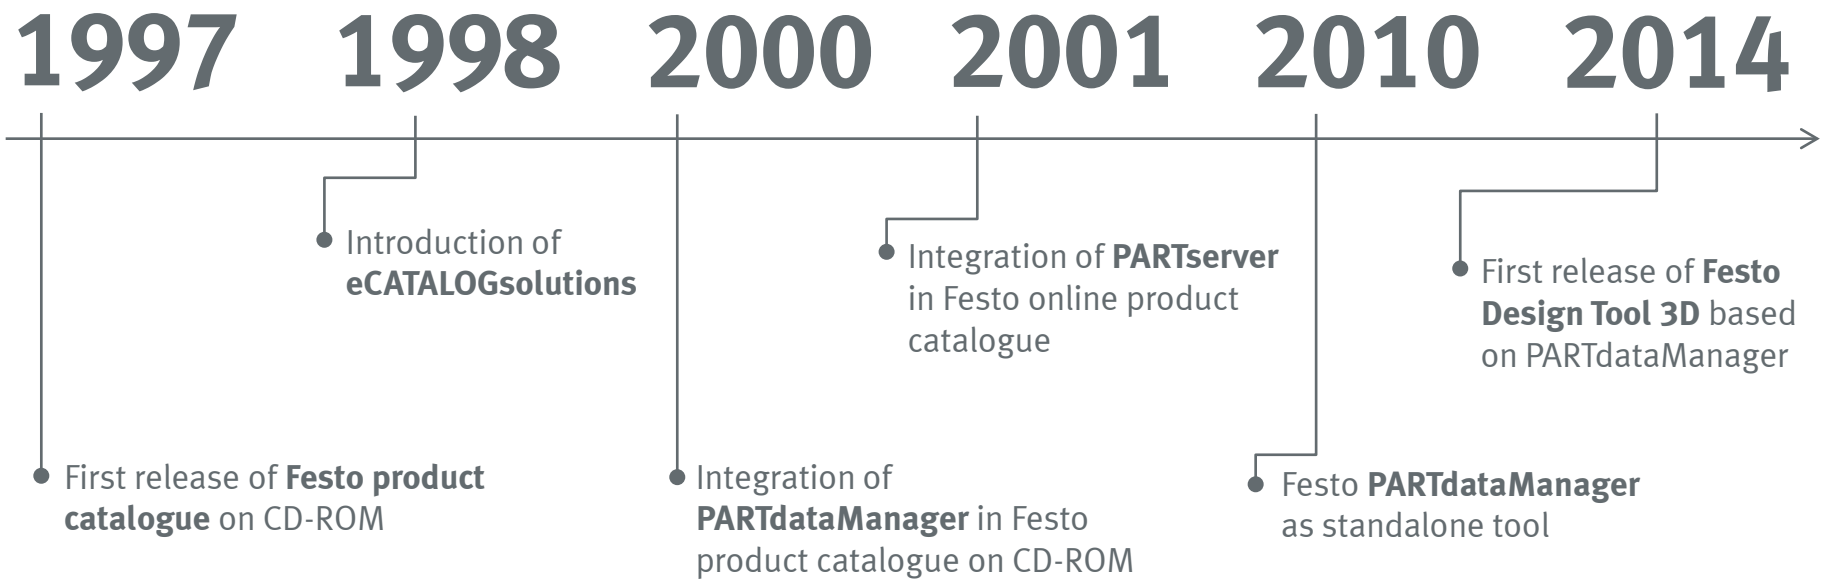 1997 1998 2000 2001 2010 2014
Introduction of
eCATALOGsolutions
Integration of PARTserver
in Festo online product
catalogue
First release of Festo
Design Tool 3D based
on PARTdataManager
First release of Festo product
catalogue on CD-ROM
Integration of
PARTdataManager in Festo
product catalogue on CD-ROM
Festo PARTdataManager
as standalone tool